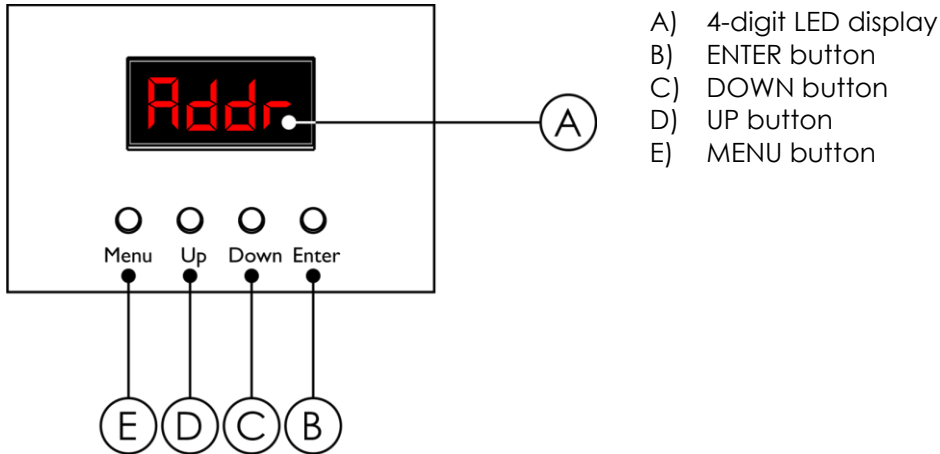 Addr
A
Menu Up Down Enter
E D C B
A) 4-digit LED display
B) ENTER button
C) DOWN button
D) UP button
E) MENU button